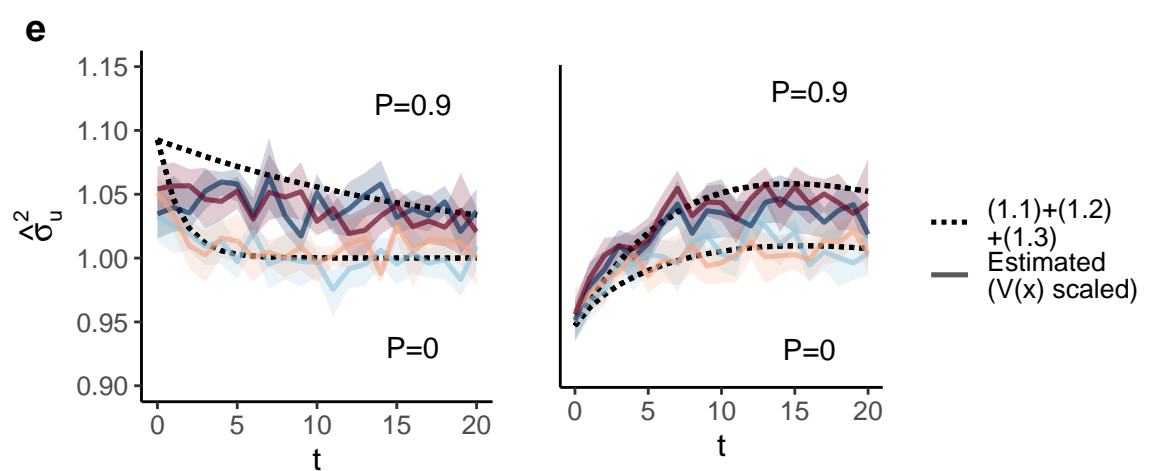 e
1.15
1.10
1.05
1.00
0.95
0.90
σ̂²ᵤ
P=0.9
P=0
0 5 10 15 20
t
P=0.9
P=0
0 5 10 15 20
t
(1.1)+(1.2)
+(1.3)
Estimated
(V(x) scaled)